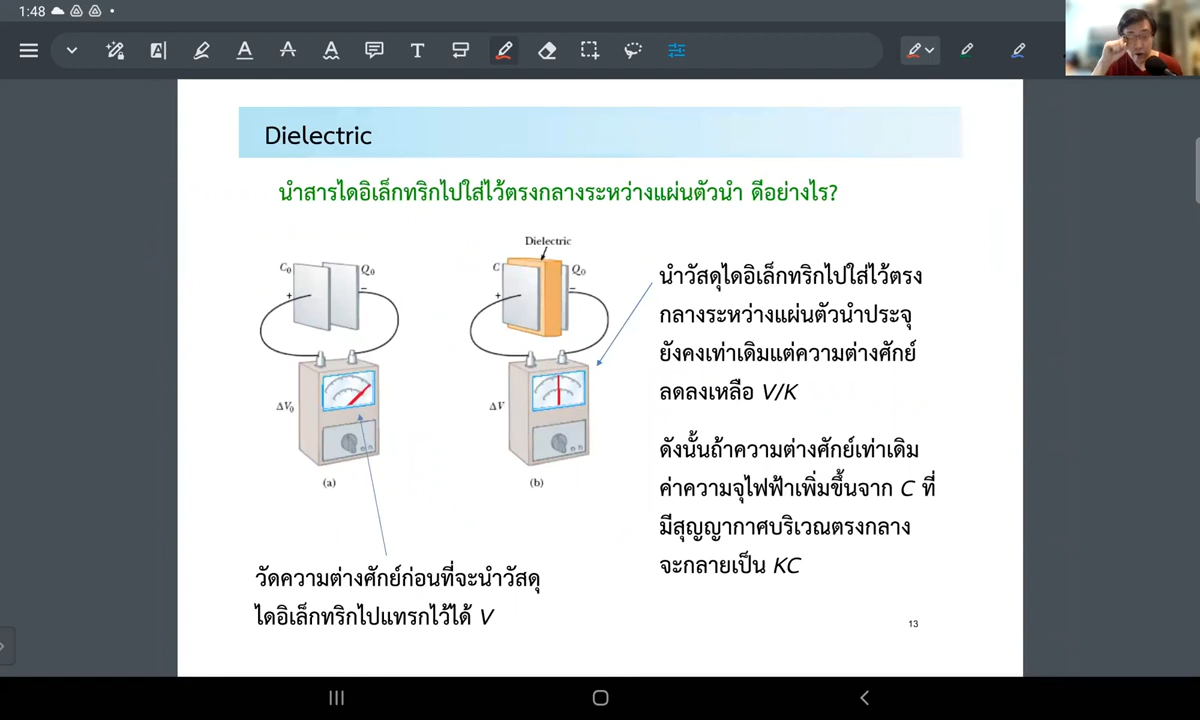 1:48
Dielectric
นำสารไดอิเล็กทริกไปใส่ไว้ตรงกลางระหว่างแผ่นตัวนำ ดีอย่างไร?
Dielectric
C₀
Q₀
C
Q₀
+
−
+
−
นำวัสดุไดอิเล็กทริกไปใส่ไว้ตรง
กลางระหว่างแผ่นตัวนำประจุ
ยังคงเท่าเดิมแต่ความต่างศักย์
ลดลงเหลือ V/K
ΔV₀
ΔV
(a)
(b)
ดังนั้นถ้าความต่างศักย์เท่าเดิม
ค่าความจุไฟฟ้าเพิ่มขึ้นจาก C ที่
มีสุญญากาศบริเวณตรงกลาง
จะกลายเป็น KC
วัดความต่างศักย์ก่อนที่จะนำวัสดุ
ไดอิเล็กทริกไปแทรกไว้ได้ V
13